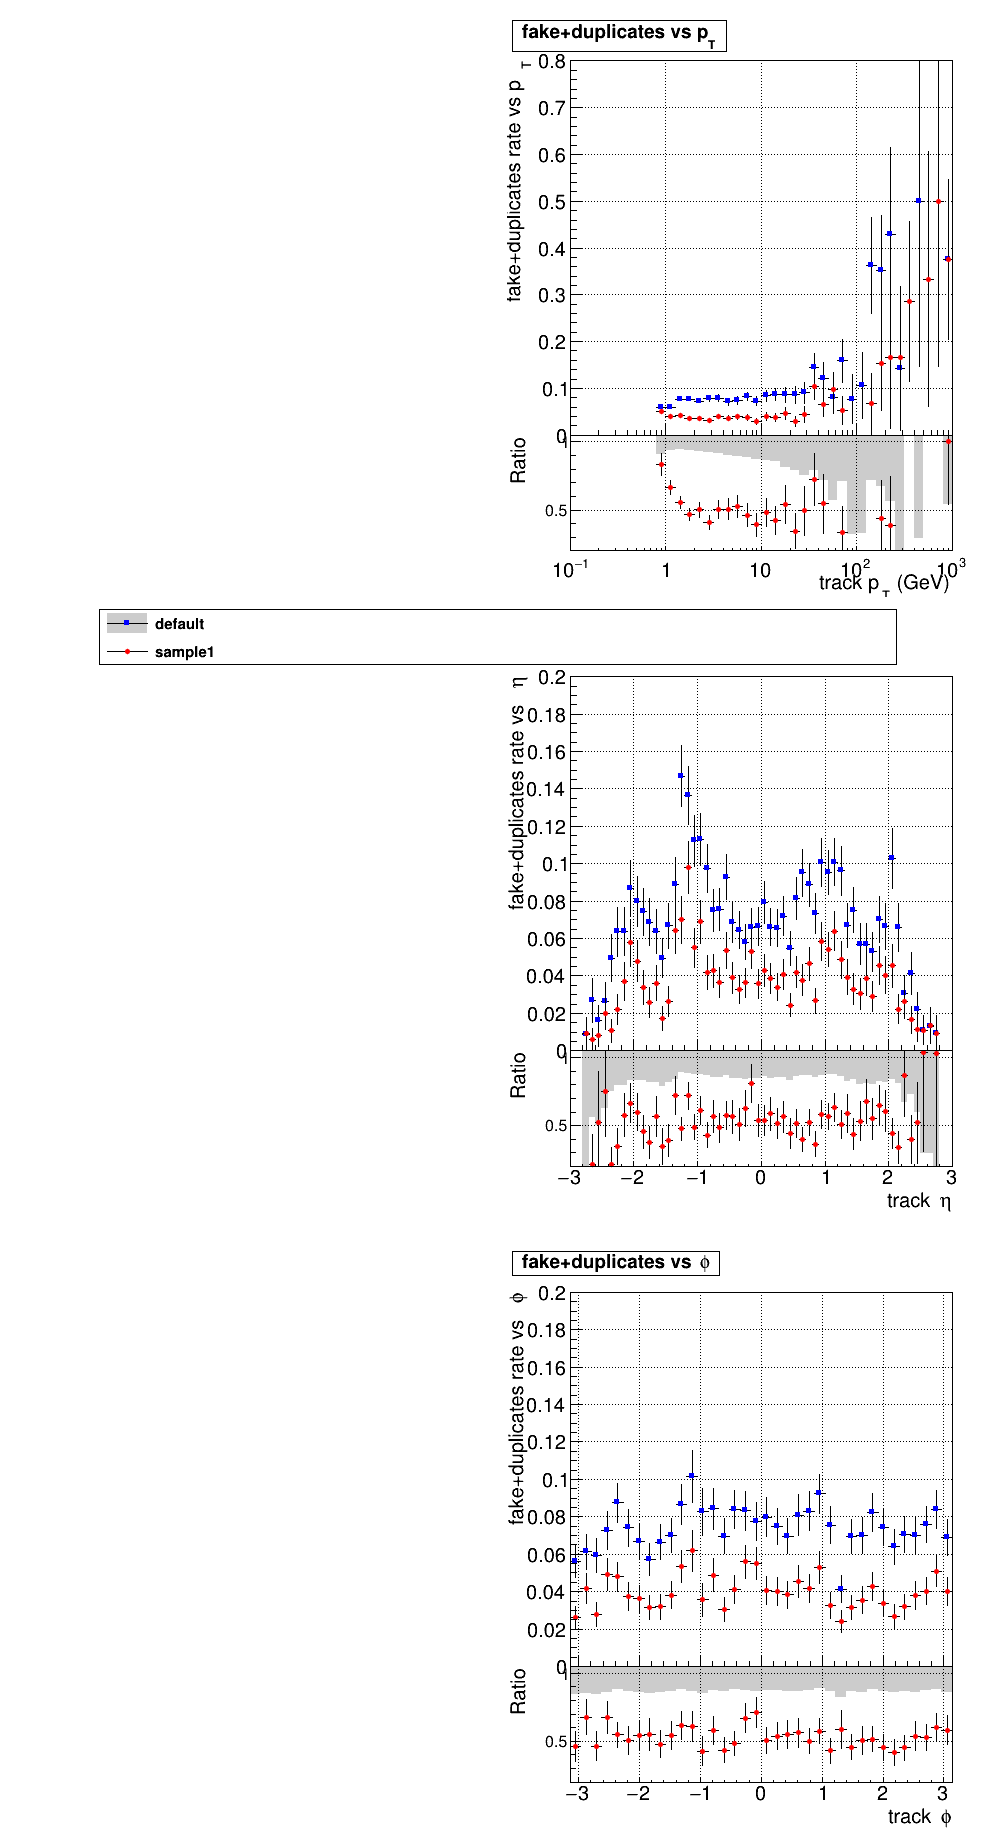 fake+duplicates vs p_T
fake+duplicates rate vs p_T
0.8
0.7
0.6
0.5
0.4
0.3
0.2
0.1
0
Ratio
1
0.5
10^−1
1
10
10^2
10^3
track p_T (GeV)
default
sample1
fake+duplicates rate vs η
0.2
0.18
0.16
0.14
0.12
0.1
0.08
0.06
0.04
0.02
0
Ratio
1
0.5
−3 −2 −1 0 1 2 3
track η
fake+duplicates vs ϕ
fake+duplicates rate vs ϕ
0.2
0.18
0.16
0.14
0.12
0.1
0.08
0.06
0.04
0.02
0
Ratio
1
0.5
−3 −2 −1 0 1 2 3
track ϕ